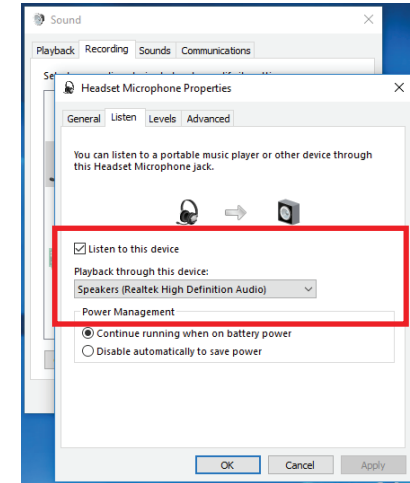 Sound
Playback Recording Sounds Communications
Headset Microphone Properties
General Listen Levels Advanced
You can listen to a portable music player or other device through
this Headset Microphone jack.
Listen to this device
Playback through this device:
Speakers (Realtek High Definition Audio)
Power Management
Continue running when on battery power
Disable automatically to save power
OK Cancel Apply